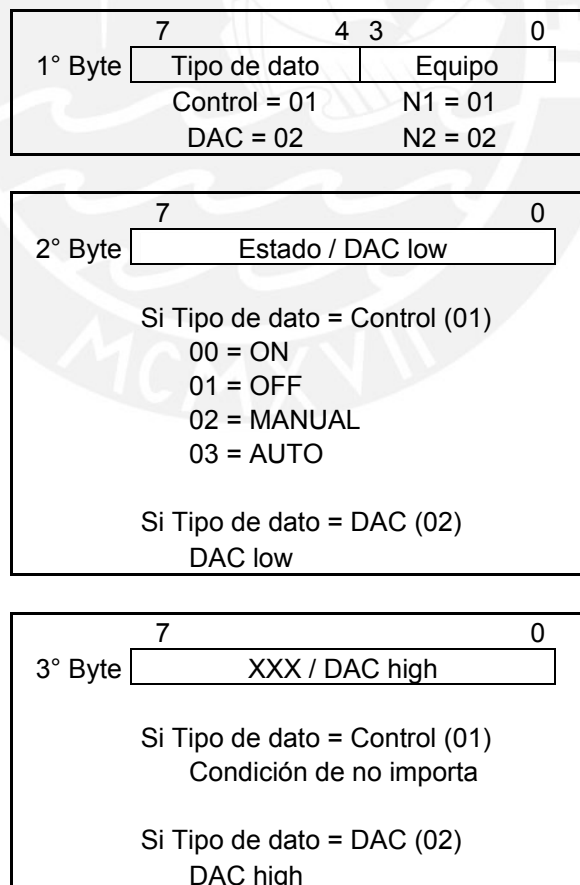 7 4 3 0
1° Byte Tipo de dato Equipo
Control = 01 N1 = 01
DAC = 02 N2 = 02
7 0
2° Byte Estado / DAC low
Si Tipo de dato = Control (01)
00 = ON
01 = OFF
02 = MANUAL
03 = AUTO
Si Tipo de dato = DAC (02)
DAC low
7 0
3° Byte XXX / DAC high
Si Tipo de dato = Control (01)
Condición de no importa
Si Tipo de dato = DAC (02)
DAC high
MCMXVII